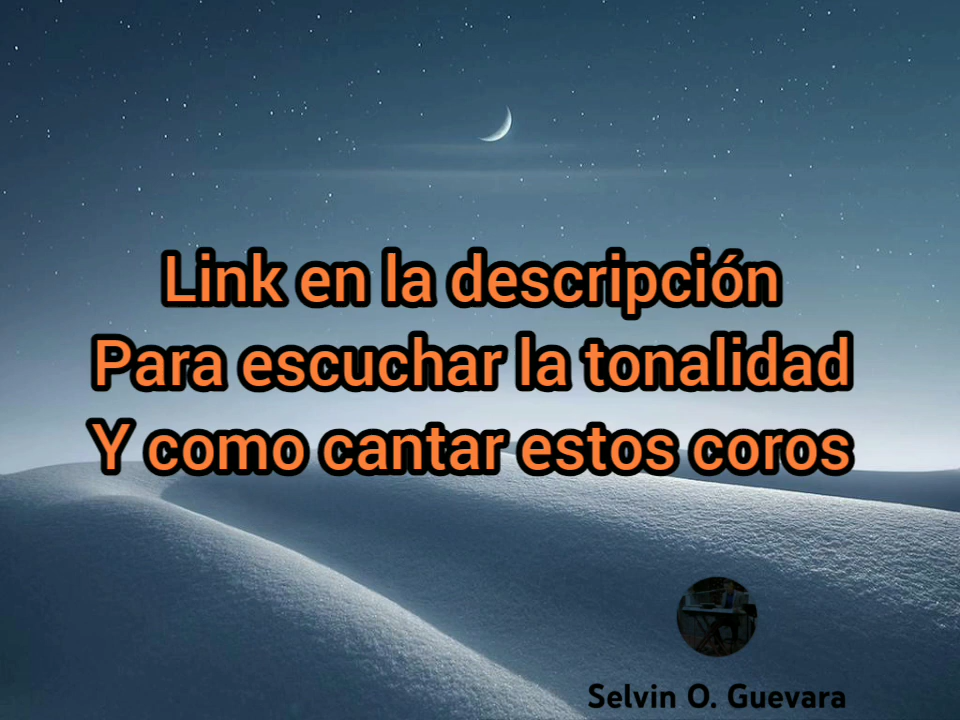 Link en la descripción
Para escuchar la tonalidad
Y como cantar estos coros
Selvin O. Guevara